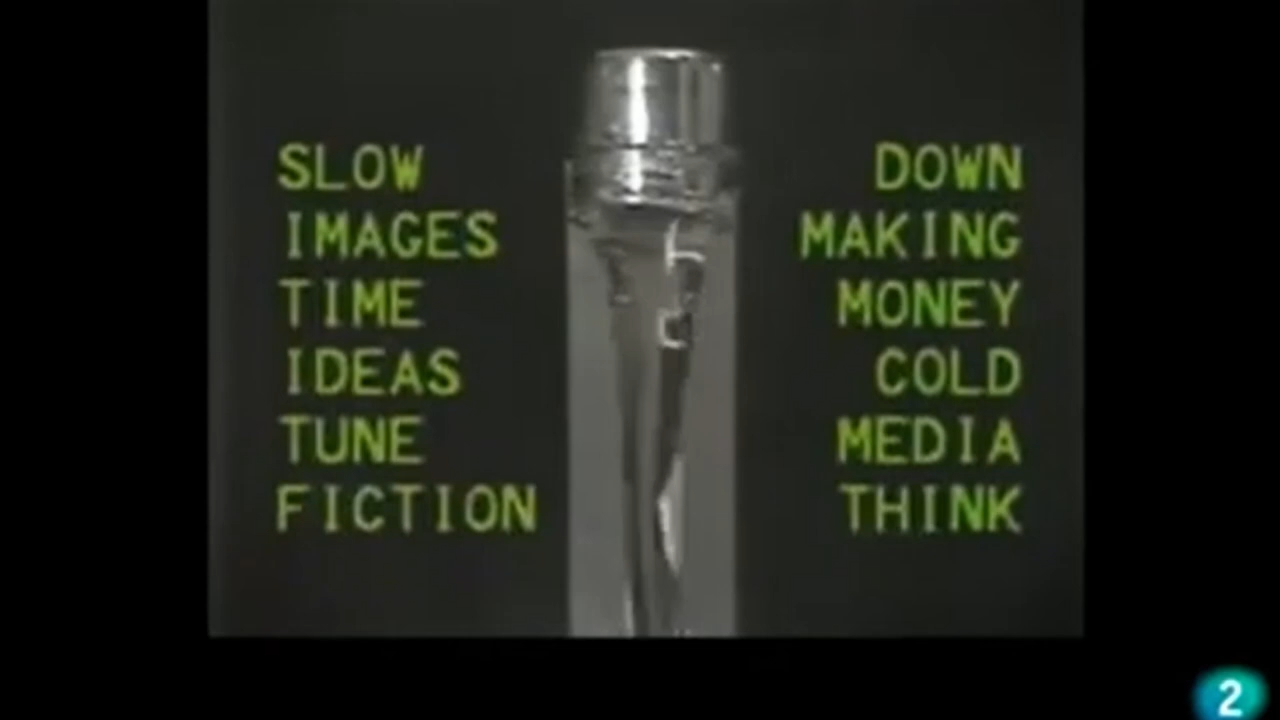 SLOW DOWN
IMAGES MAKING
TIME MONEY
IDEAS COLD
TUNE MEDIA
FICTION THINK
2